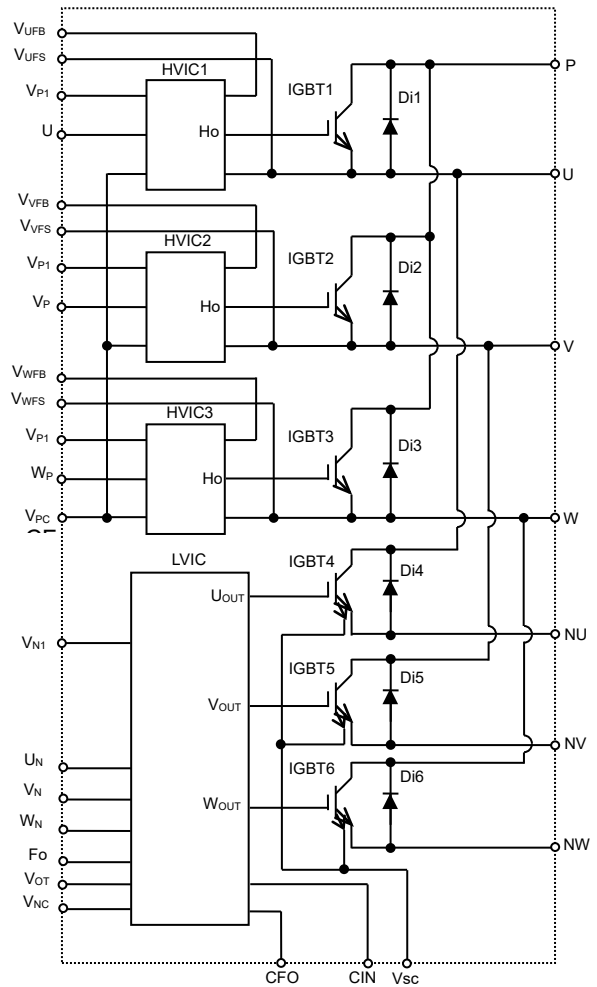 VUFB
VUFS
HVIC1
VP1
U
Ho
IGBT1
Di1
P
U
VVFB
VVFS
HVIC2
VP1
VP
Ho
IGBT2
Di2
V
VWFB
VWFS
HVIC3
VP1
WP
Ho
IGBT3
Di3
VPC
W
LVIC
IGBT4
Di4
UOUT
NU
VN1
IGBT5
Di5
VOUT
NV
IGBT6
Di6
UN
VN
WOUT
WN
NW
Fo
VOT
VNC
CFO
CIN
Vsc